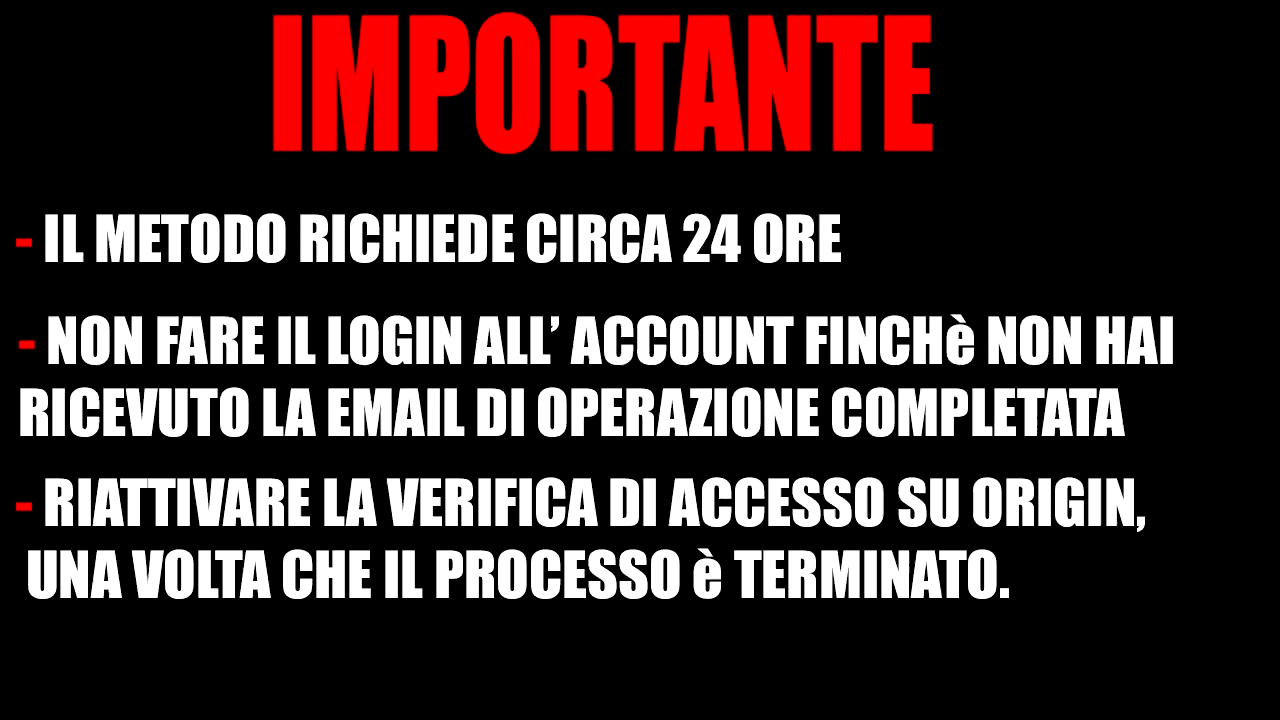 IMPORTANTE
- IL METODO RICHIEDE CIRCA 24 ORE
- NON FARE IL LOGIN ALL’ ACCOUNT FINCHè NON HAI
RICEVUTO LA EMAIL DI OPERAZIONE COMPLETATA
- RIATTIVARE LA VERIFICA DI ACCESSO SU ORIGIN,
UNA VOLTA CHE IL PROCESSO è TERMINATO.